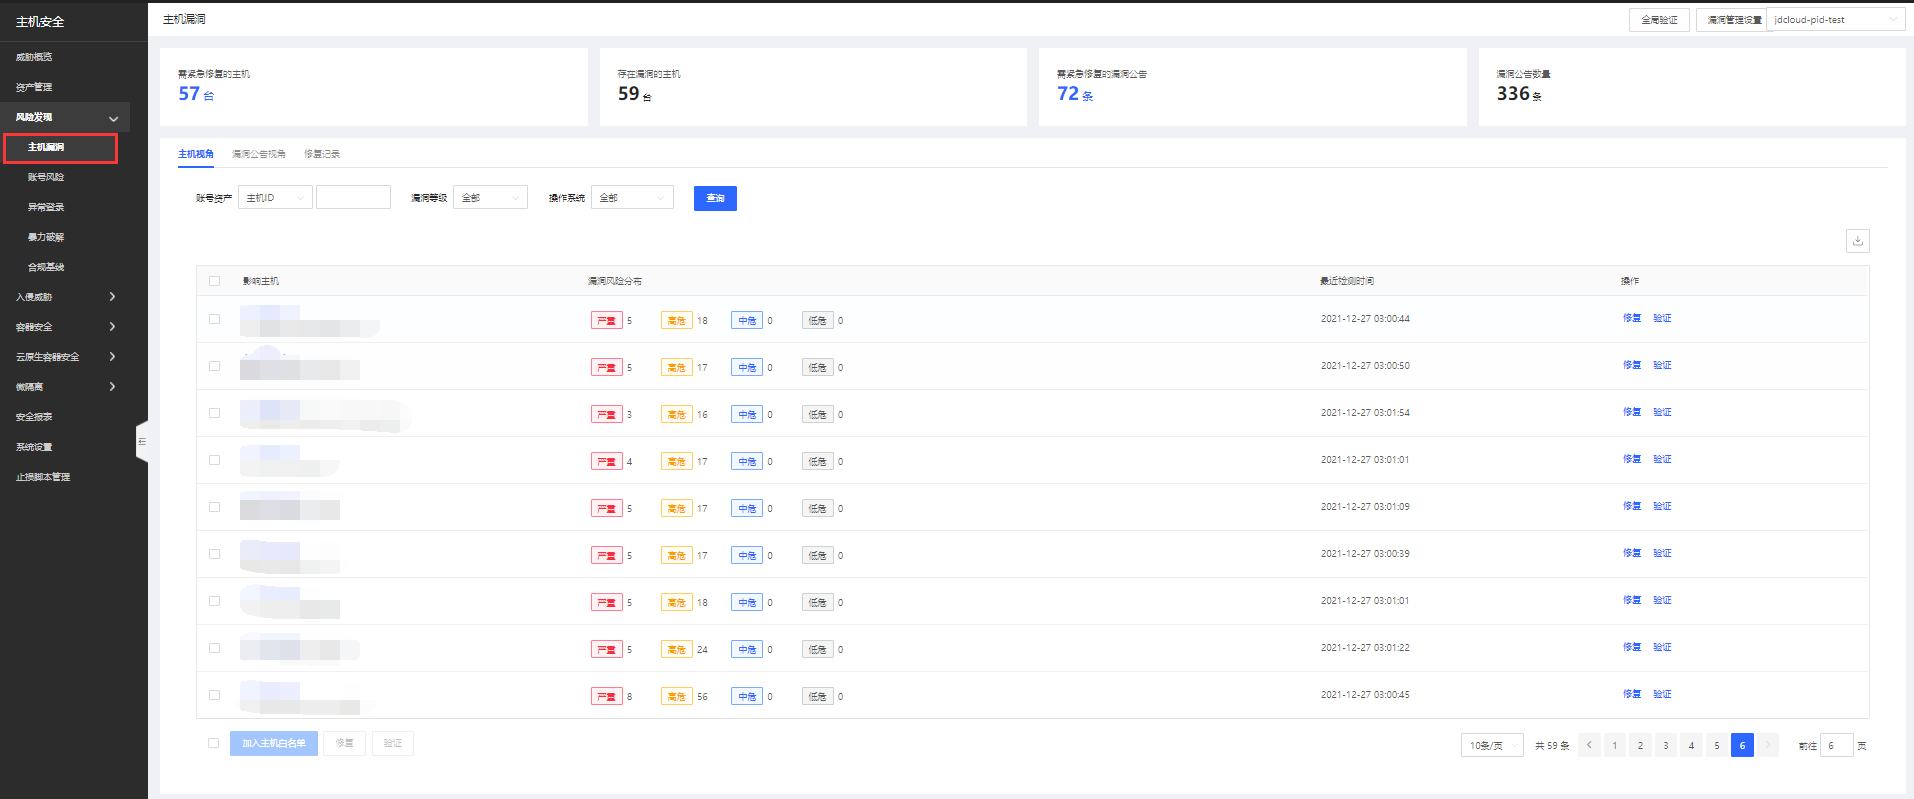 主机安全
威胁概览
资产管理
风险发现
主机漏洞
账号风险
异常登录
暴力破解
合规基线
入侵威胁
容器安全
云原生容器安全
微隔离
安全报表
系统设置
止损脚本管理
主机漏洞
全局验证
漏洞管理设置
jdcloud-pid-test
需紧急修复的主机
57 台
存在漏洞的主机
59 台
需紧急修复的漏洞公告
72 条
漏洞公告数量
336 条
主机视角 漏洞公告视角 修复记录
账号资产 主机ID 漏洞等级 全部 操作系统 全部 查询
影响主机 漏洞风险分布 最近检测时间 操作
严重 5 高危 18 中危 0 低危 0 2021-12-27 03:00:44 修复 验证
严重 5 高危 17 中危 0 低危 0 2021-12-27 03:00:50 修复 验证
严重 3 高危 16 中危 0 低危 0 2021-12-27 03:01:54 修复 验证
严重 4 高危 17 中危 0 低危 0 2021-12-27 03:01:01 修复 验证
严重 5 高危 17 中危 0 低危 0 2021-12-27 03:01:09 修复 验证
严重 5 高危 17 中危 0 低危 0 2021-12-27 03:00:39 修复 验证
严重 5 高危 18 中危 0 低危 0 2021-12-27 03:01:01 修复 验证
严重 5 高危 24 中危 0 低危 0 2021-12-27 03:01:22 修复 验证
严重 8 高危 56 中危 0 低危 0 2021-12-27 03:00:45 修复 验证
加入主机白名单 修复 验证 10条/页 共 59 条 1 2 3 4 5 6 前往 6 页